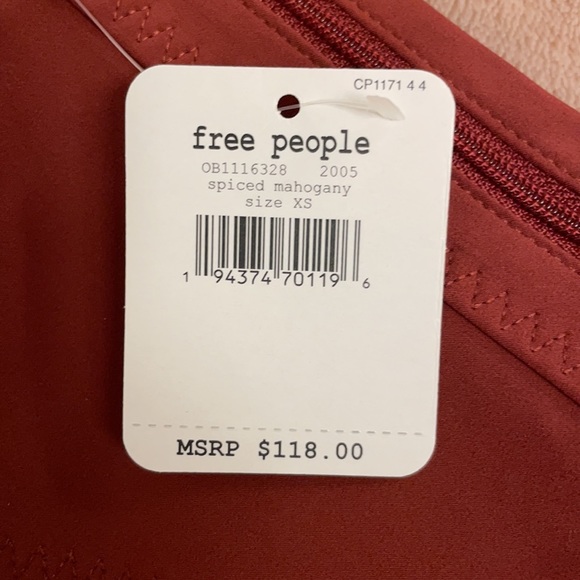 CP1171 4 4
free people
OB1116328 2005
spiced mahogany
size XS
1 94374 70119 6
MSRP $118.00